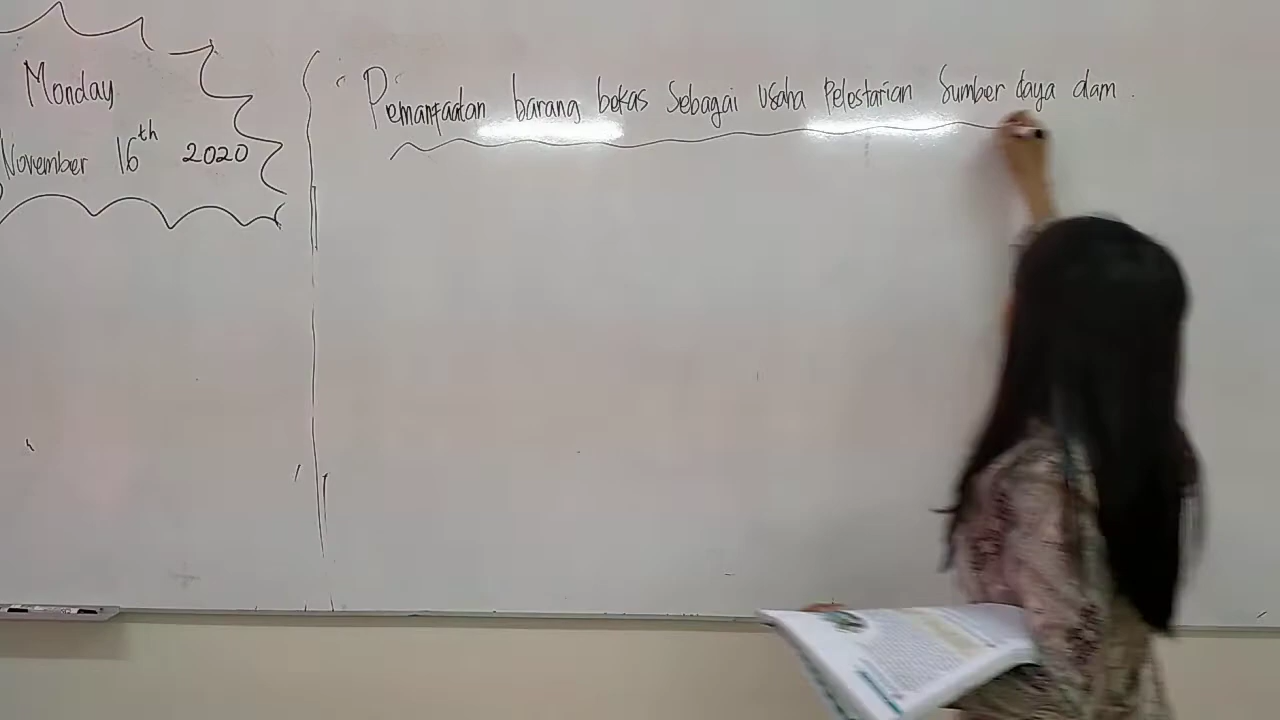 Monday
November 16th 2020
Pemanfaatan barang bekas Sebagai Usaha Pelestarian Sumber daya alam.